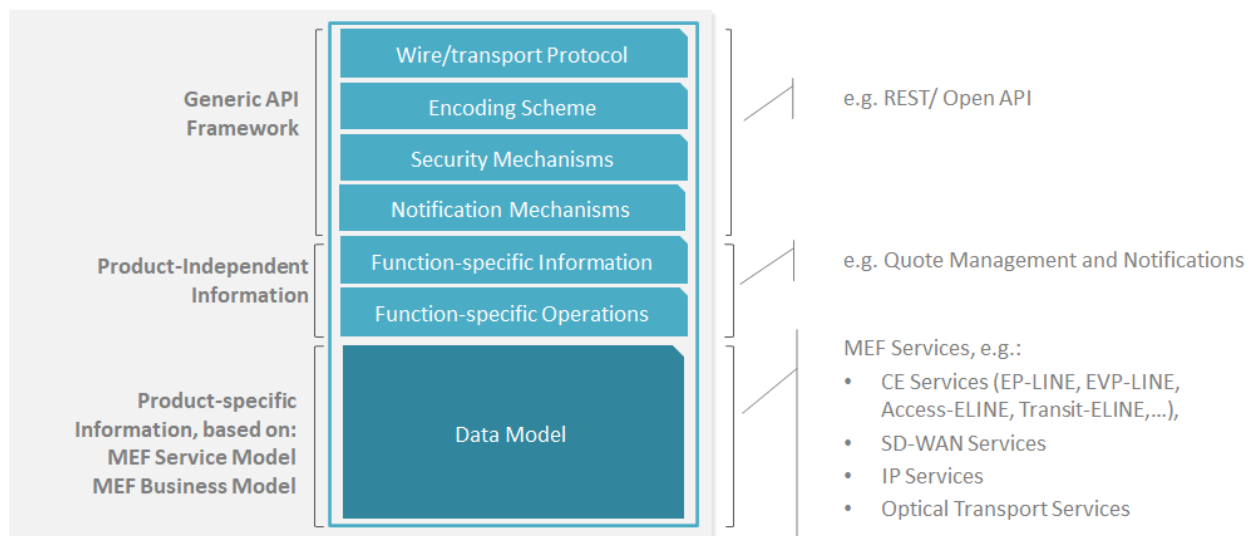 Generic API
Framework
Wire/transport Protocol
Encoding Scheme
Security Mechanisms
Notification Mechanisms
e.g. REST/ Open API
Product-Independent
Information
Function-specific Information
Function-specific Operations
e.g. Quote Management and Notifications
Product-specific
Information, based on:
MEF Service Model
MEF Business Model
Data Model
MEF Services, e.g.:
• CE Services (EP-LINE, EVP-LINE,
Access-ELINE, Transit-ELINE,...),
• SD-WAN Services
• IP Services
• Optical Transport Services